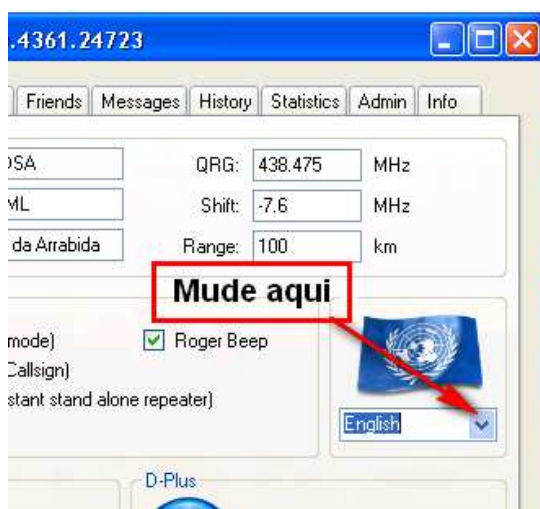 .4361.24723
Friends Messages History Statistics Admin Info
QRG: 438.475 MHz
Shift: -7.6 MHz
da Arrabida Range: 100 km
Mude aqui
mode) Roger Beep
Callsign)
stant stand alone repeater)
English
D-Plus